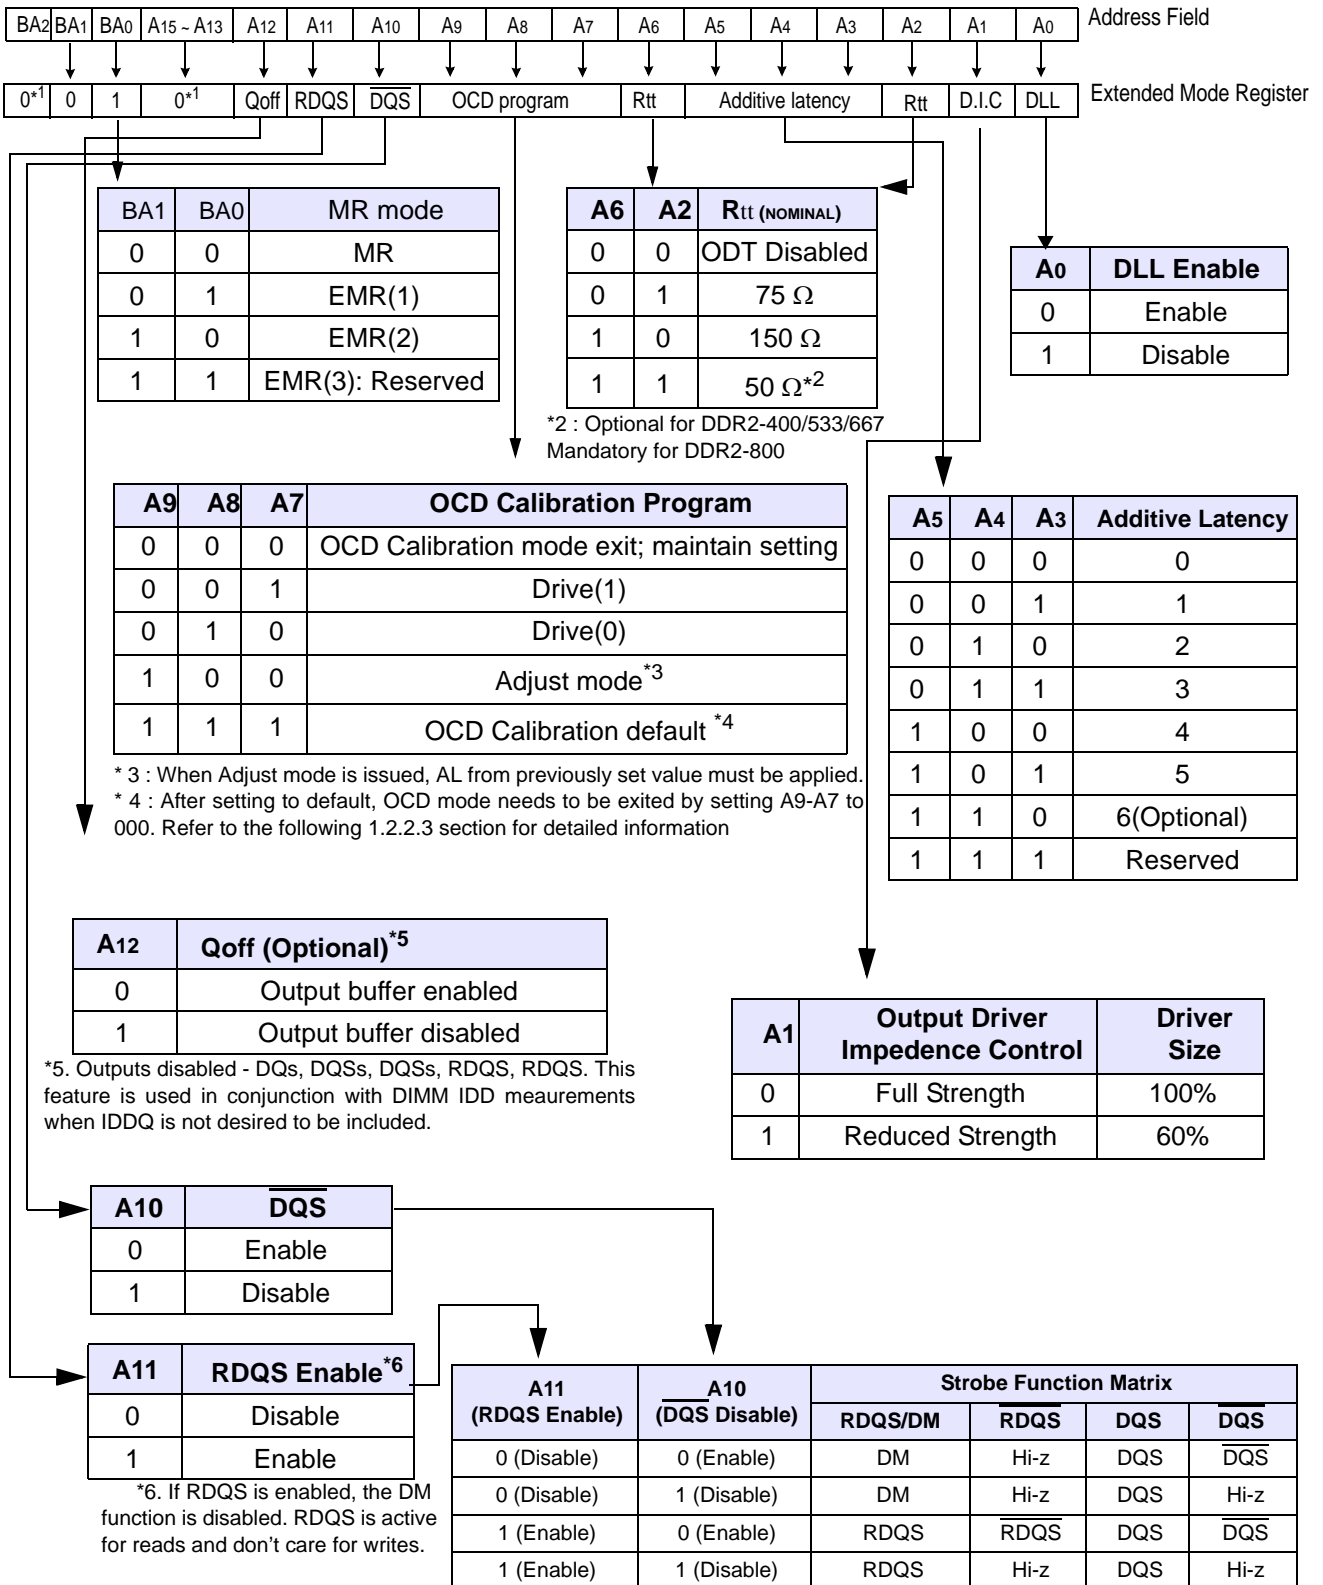 BA2 BA1 BA0 A15 ~ A13 A12 A11 A10 A9 A8 A7 A6 A5 A4 A3 A2 A1 A0 Address Field
0*1 0 1 0*1 Qoff RDQS DQS OCD program Rtt Additive latency Rtt D.I.C DLL Extended Mode Register
BA1 BA0 MR mode
0 0 MR
0 1 EMR(1)
1 0 EMR(2)
1 1 EMR(3): Reserved
A6 A2 Rtt (NOMINAL)
0 0 ODT Disabled
0 1 75 Ω
1 0 150 Ω
1 1 50 Ω*2
*2 : Optional for DDR2-400/533/667
Mandatory for DDR2-800
A0 DLL Enable
0 Enable
1 Disable
A9 A8 A7 OCD Calibration Program
0 0 0 OCD Calibration mode exit; maintain setting
0 0 1 Drive(1)
0 1 0 Drive(0)
1 0 0 Adjust mode*3
1 1 1 OCD Calibration default *4
* 3 : When Adjust mode is issued, AL from previously set value must be applied.
* 4 : After setting to default, OCD mode needs to be exited by setting A9-A7 to
000. Refer to the following 1.2.2.3 section for detailed information
A5 A4 A3 Additive Latency
0 0 0 0
0 0 1 1
0 1 0 2
0 1 1 3
1 0 0 4
1 0 1 5
1 1 0 6(Optional)
1 1 1 Reserved
A12 Qoff (Optional)*5
0 Output buffer enabled
1 Output buffer disabled
*5. Outputs disabled - DQs, DQSs, DQSs, RDQS, RDQS. This
feature is used in conjunction with DIMM IDD meaurements
when IDDQ is not desired to be included.
A1 Output Driver Impedence Control Driver Size
0 Full Strength 100%
1 Reduced Strength 60%
A10 DQS
0 Enable
1 Disable
A11 RDQS Enable*6
0 Disable
1 Enable
*6. If RDQS is enabled, the DM
function is disabled. RDQS is active
for reads and don't care for writes.
A11 (RDQS Enable) A10 (DQS Disable) Strobe Function Matrix
RDQS/DM RDQS DQS DQS
0 (Disable) 0 (Enable) DM Hi-z DQS DQS
0 (Disable) 1 (Disable) DM Hi-z DQS Hi-z
1 (Enable) 0 (Enable) RDQS RDQS DQS DQS
1 (Enable) 1 (Disable) RDQS Hi-z DQS Hi-z